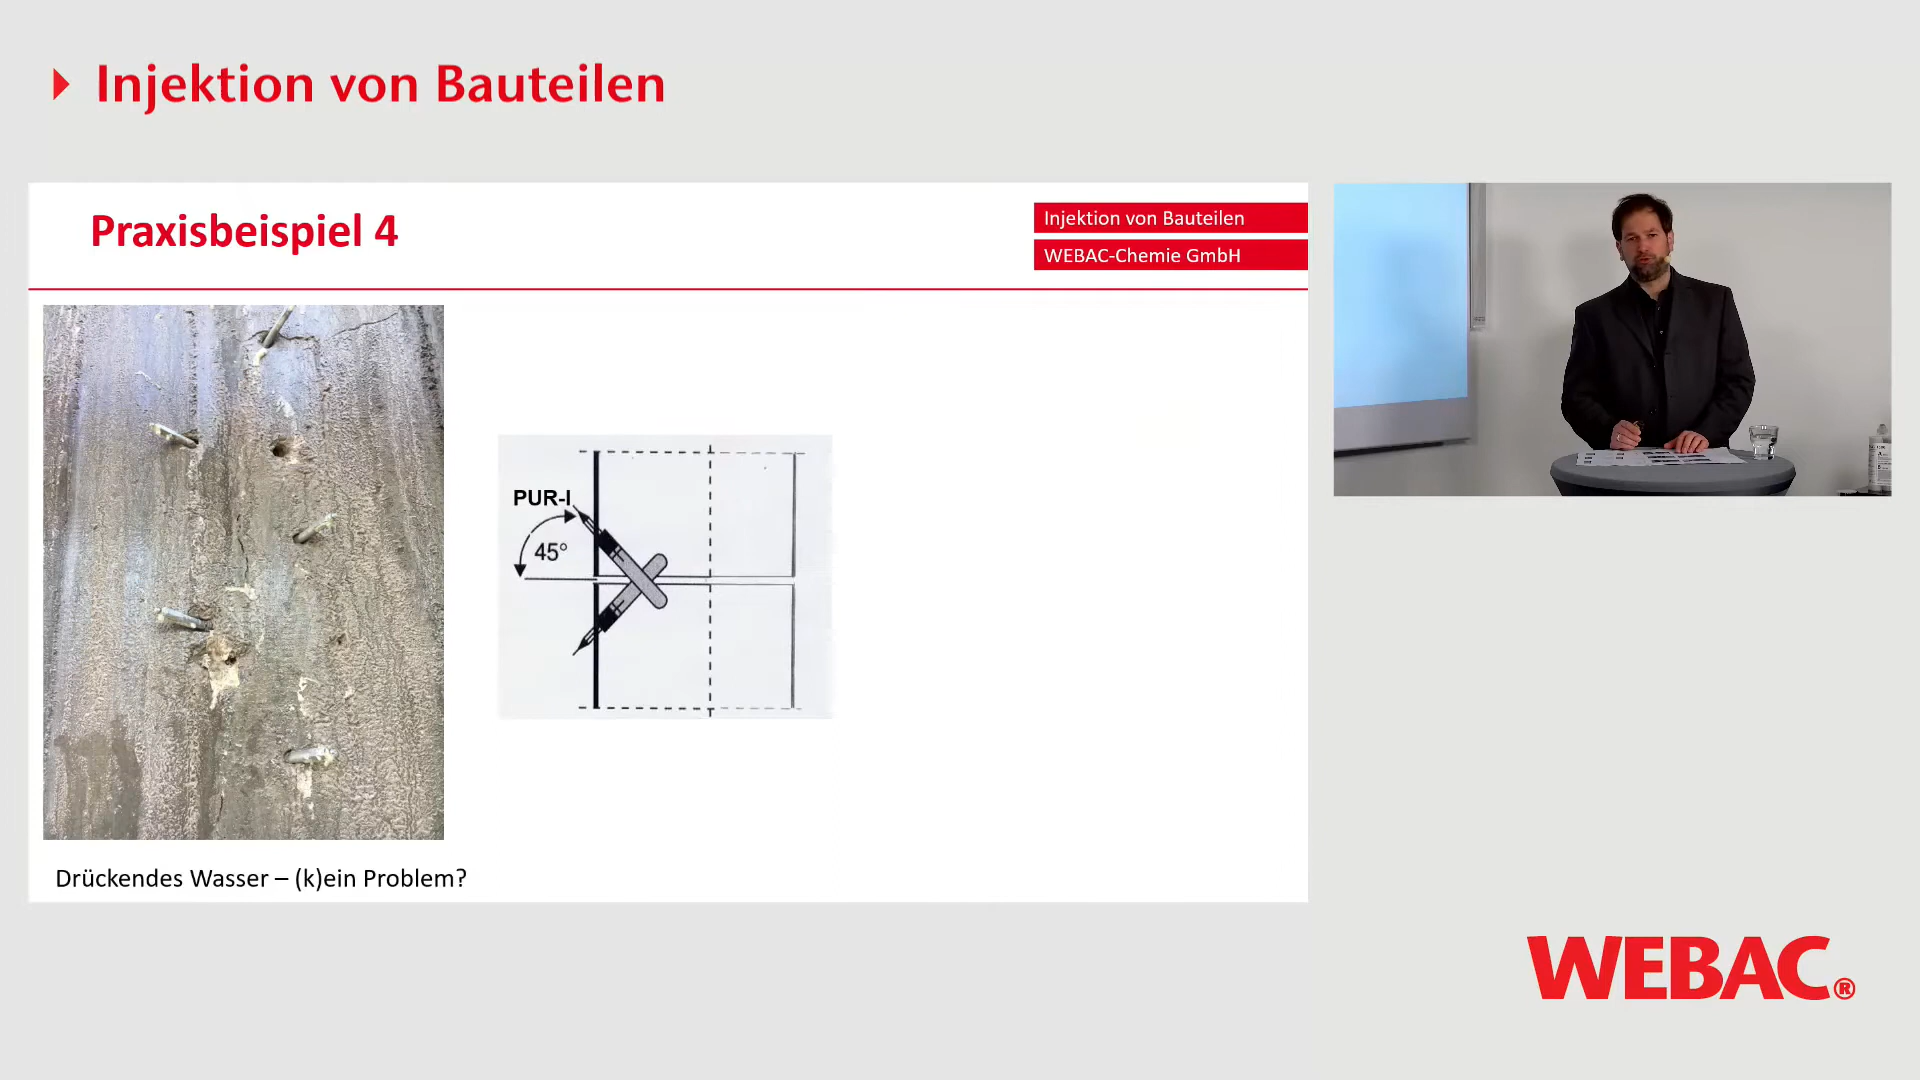 Injektion von Bauteilen
Praxisbeispiel 4
Injektion von Bauteilen
WEBAC-Chemie GmbH
PUR-I
45°
Drückendes Wasser – (k)ein Problem?
WEBAC®